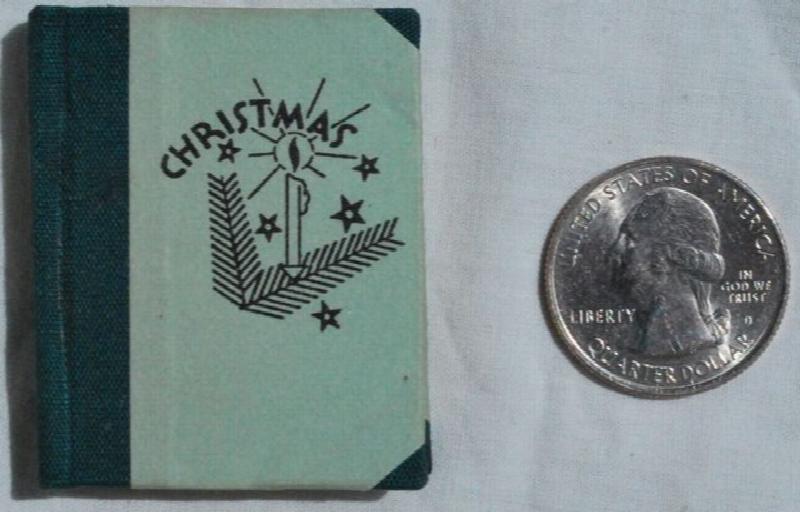 CHRISTMAS
UNITED STATES OF AMERICA
IN
GOD WE
TRUST
LIBERTY
QUARTER DOLLAR